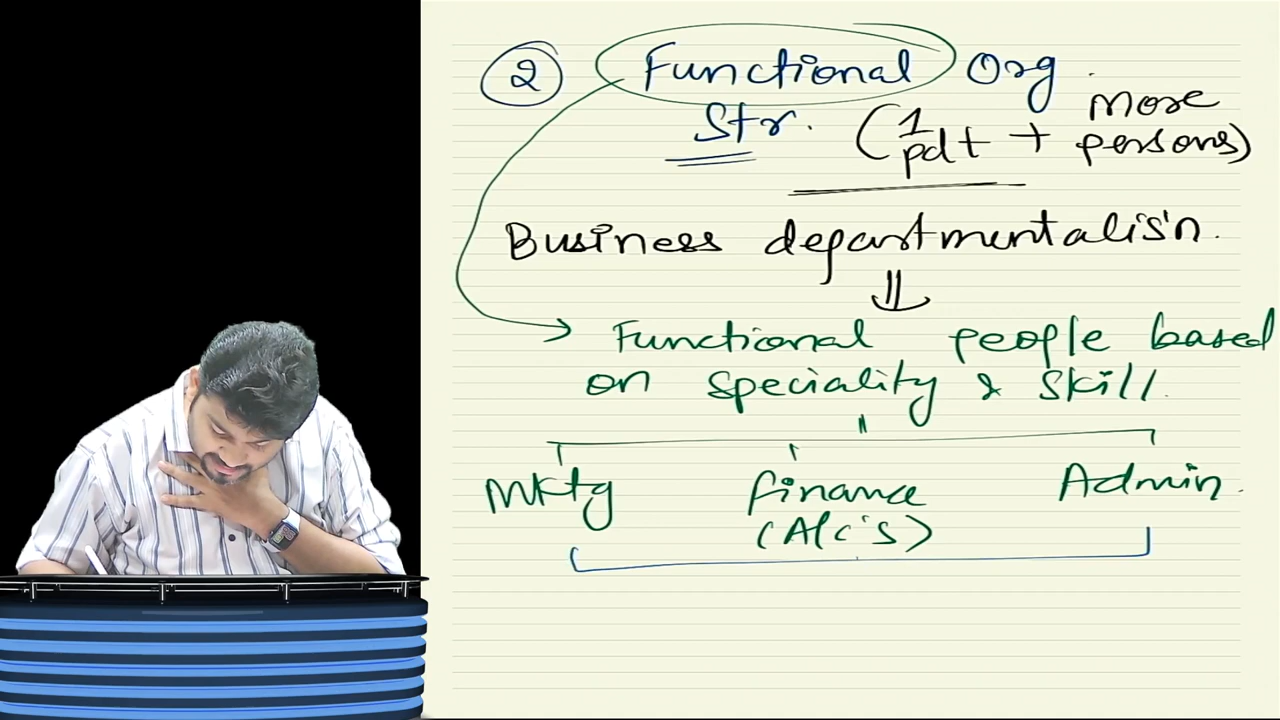 ② Functional Org.
Str. (1 pdt + more persons)
Business departmentalis'n.
⇓
→ Functional people based
on speciality & skill.
Mktg finance Admin.
(A/c's)